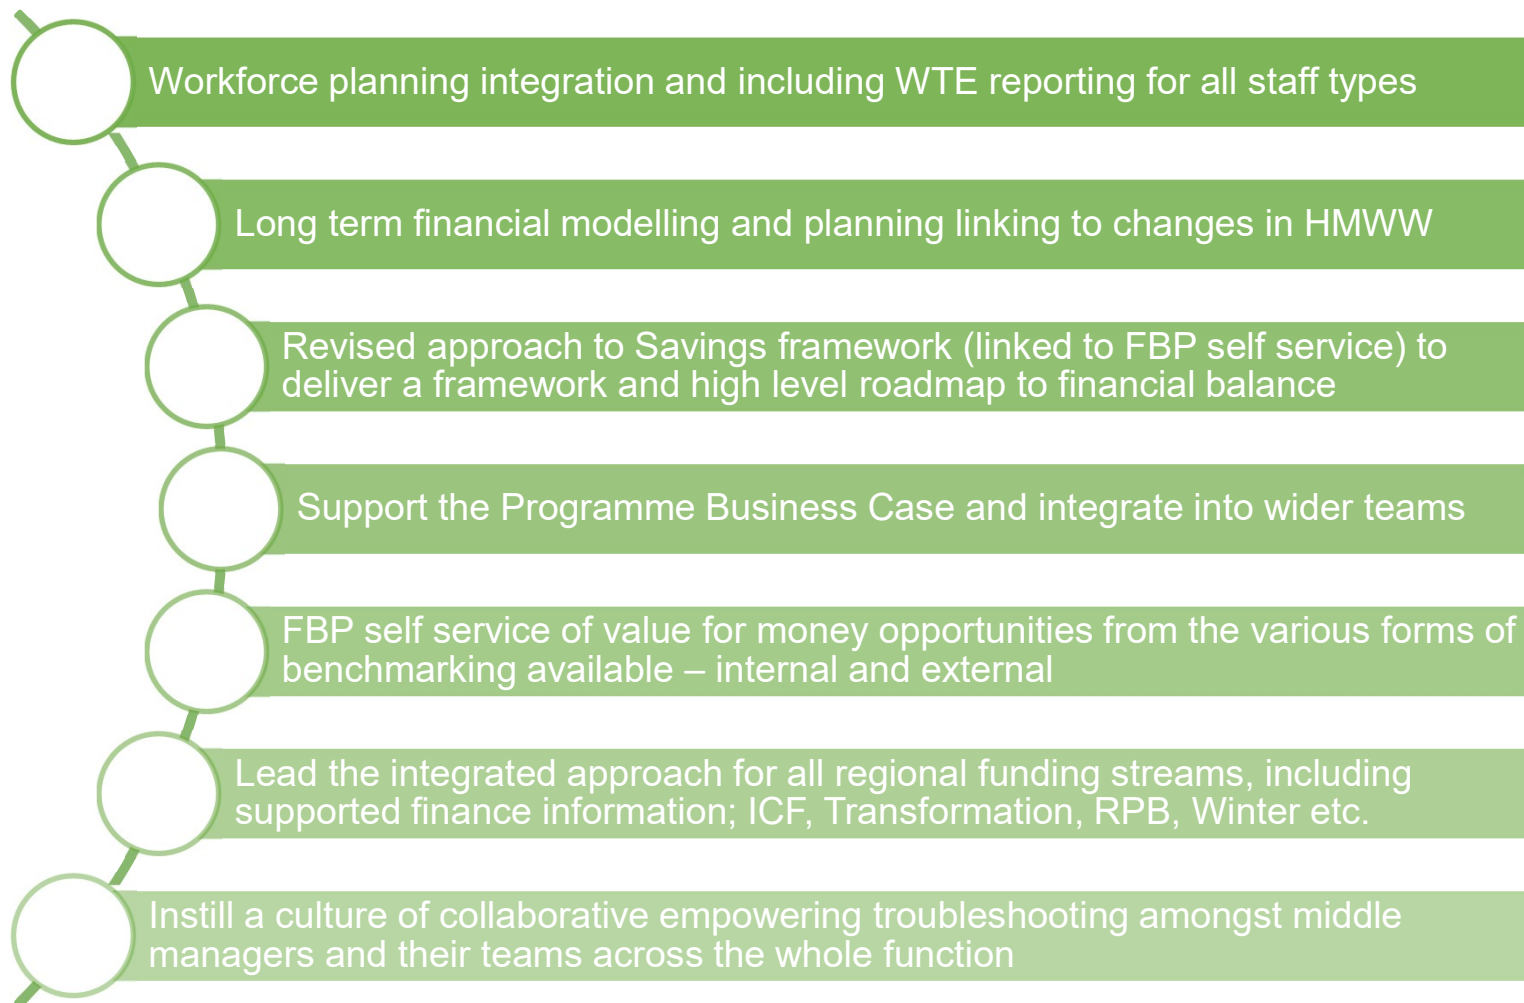 Workforce planning integration and including WTE reporting for all staff types
Long term financial modelling and planning linking to changes in HMWW
Revised approach to Savings framework (linked to FBP self service) to
deliver a framework and high level roadmap to financial balance
Support the Programme Business Case and integrate into wider teams
FBP self service of value for money opportunities from the various forms of
benchmarking available – internal and external
Lead the integrated approach for all regional funding streams, including
supported finance information; ICF, Transformation, RPB, Winter etc.
Instill a culture of collaborative empowering troubleshooting amongst middle
managers and their teams across the whole function